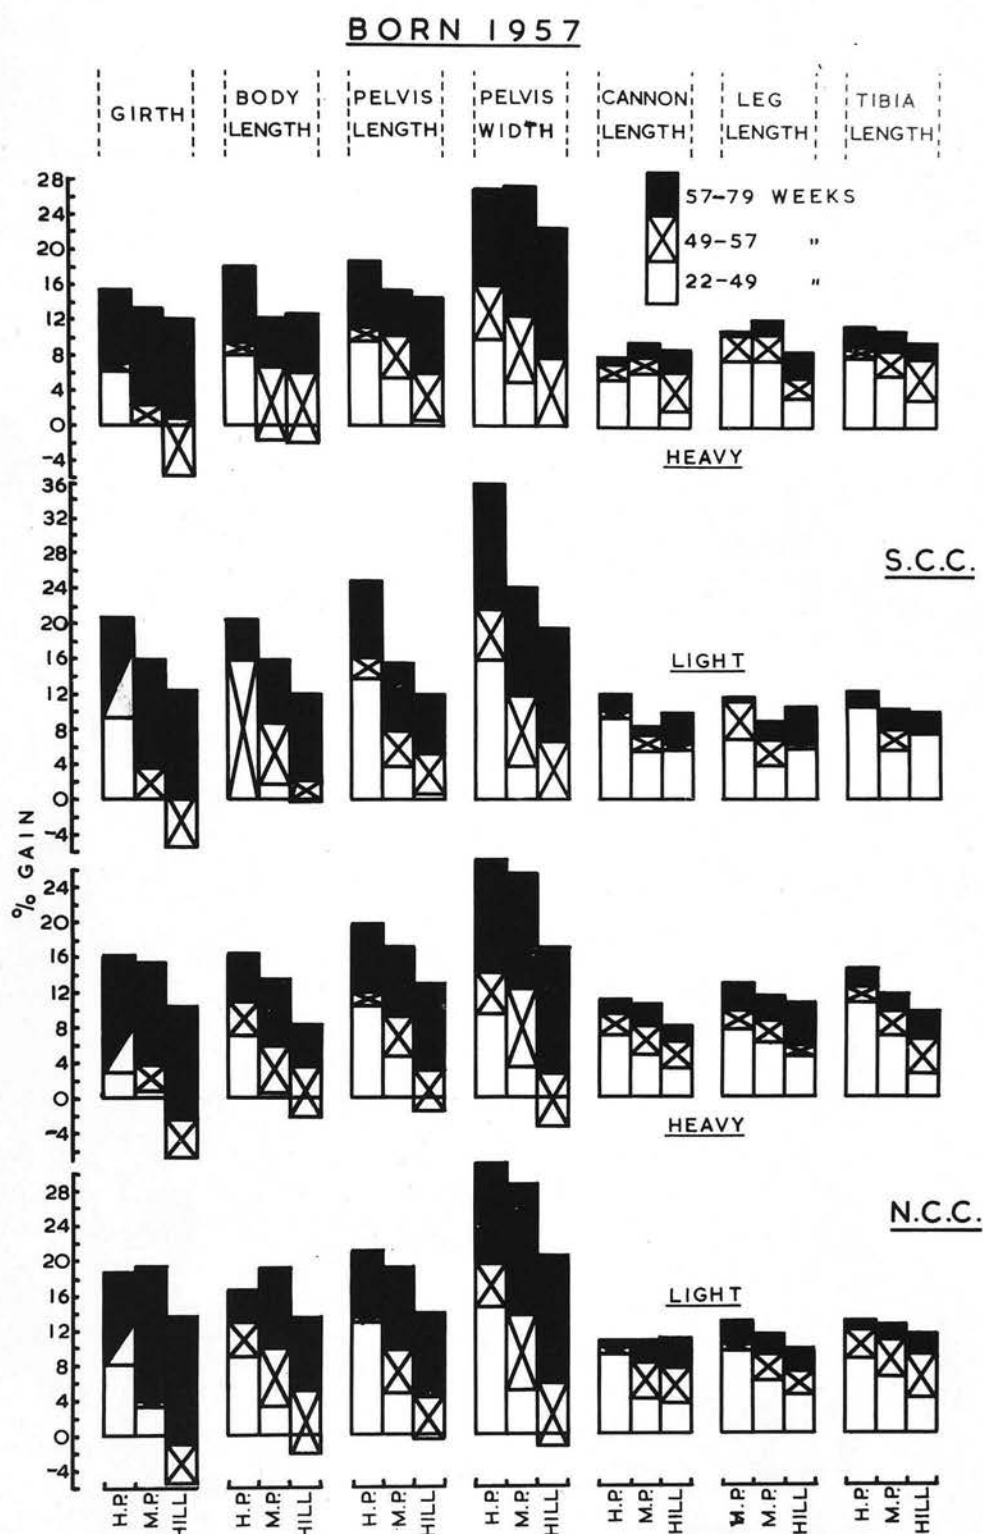 BORN 1957
GIRTH
BODY
LENGTH
PELVIS
LENGTH
PELVIS
WIDTH
CANNON
LENGTH
LEG
LENGTH
TIBIA
LENGTH
57-79 WEEKS
49-57 "
22-49 "
28
24
20
16
12
8
4
0
-4
HEAVY
36
32
28
24
20
16
12
8
4
0
-4
S.C.C.
LIGHT
% GAIN
24
20
16
12
8
4
0
-4
HEAVY
28
24
20
16
12
8
4
0
-4
N.C.C.
LIGHT
H.P. M.P. HILL H.P. M.P. HILL H.P. M.P. HILL H.P. M.P. HILL H.P. M.P. HILL M.P. HILL H.P. M.P. HILL